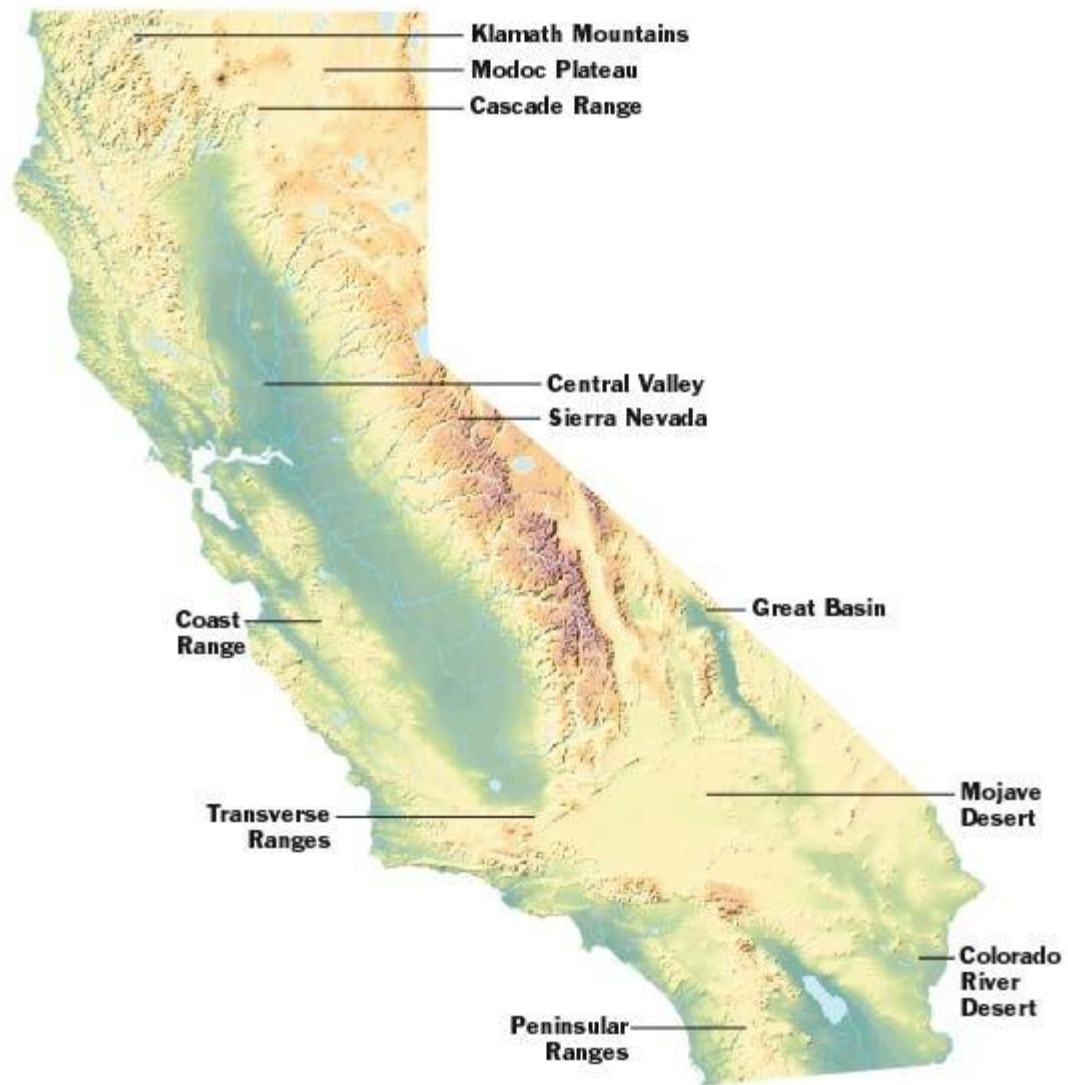 Klamath Mountains
Modoc Plateau
Cascade Range
Central Valley
Sierra Nevada
Great Basin
Coast
Range
Mojave
Desert
Transverse
Ranges
Colorado
River
Desert
Peninsular
Ranges